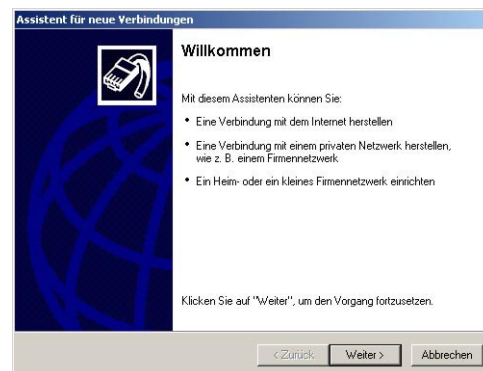 Assistent für neue Verbindungen
Willkommen
Mit diesem Assistenten können Sie:
• Eine Verbindung mit dem Internet herstellen
• Eine Verbindung mit einem privaten Netzwerk herstellen,
wie z. B. einem Firmennetzwerk
• Ein Heim- oder ein kleines Firmennetzwerk einrichten
Klicken Sie auf "Weiter", um den Vorgang fortzusetzen.
< Zurück Weiter > Abbrechen